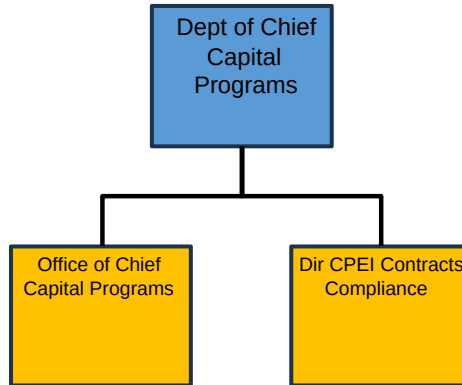 Dept of Chief
Capital
Programs
Office of Chief
Capital Programs
Dir CPEI Contracts
Compliance